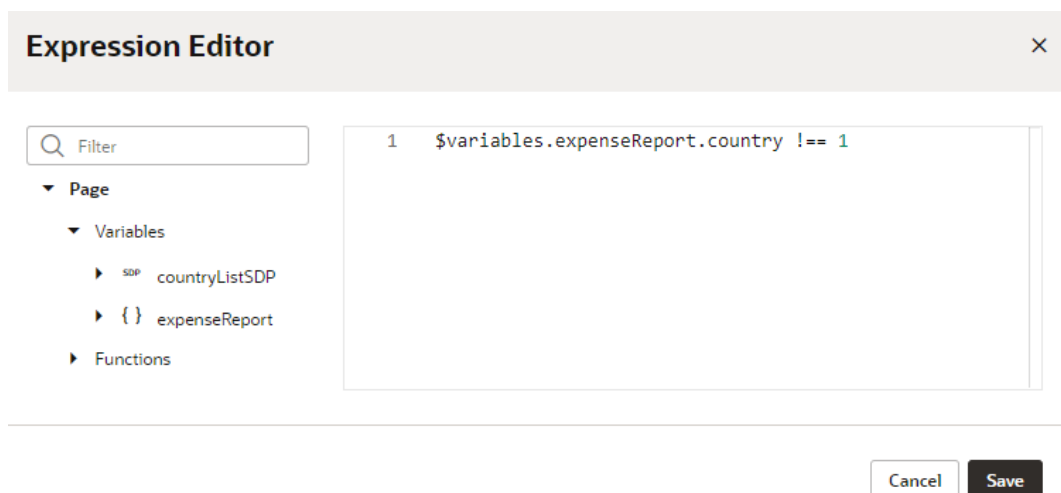 Expression Editor
Filter
Page
Variables
SDP countryListSDP
{ } expenseReport
Functions
1 $variables.expenseReport.country !== 1
Cancel Save